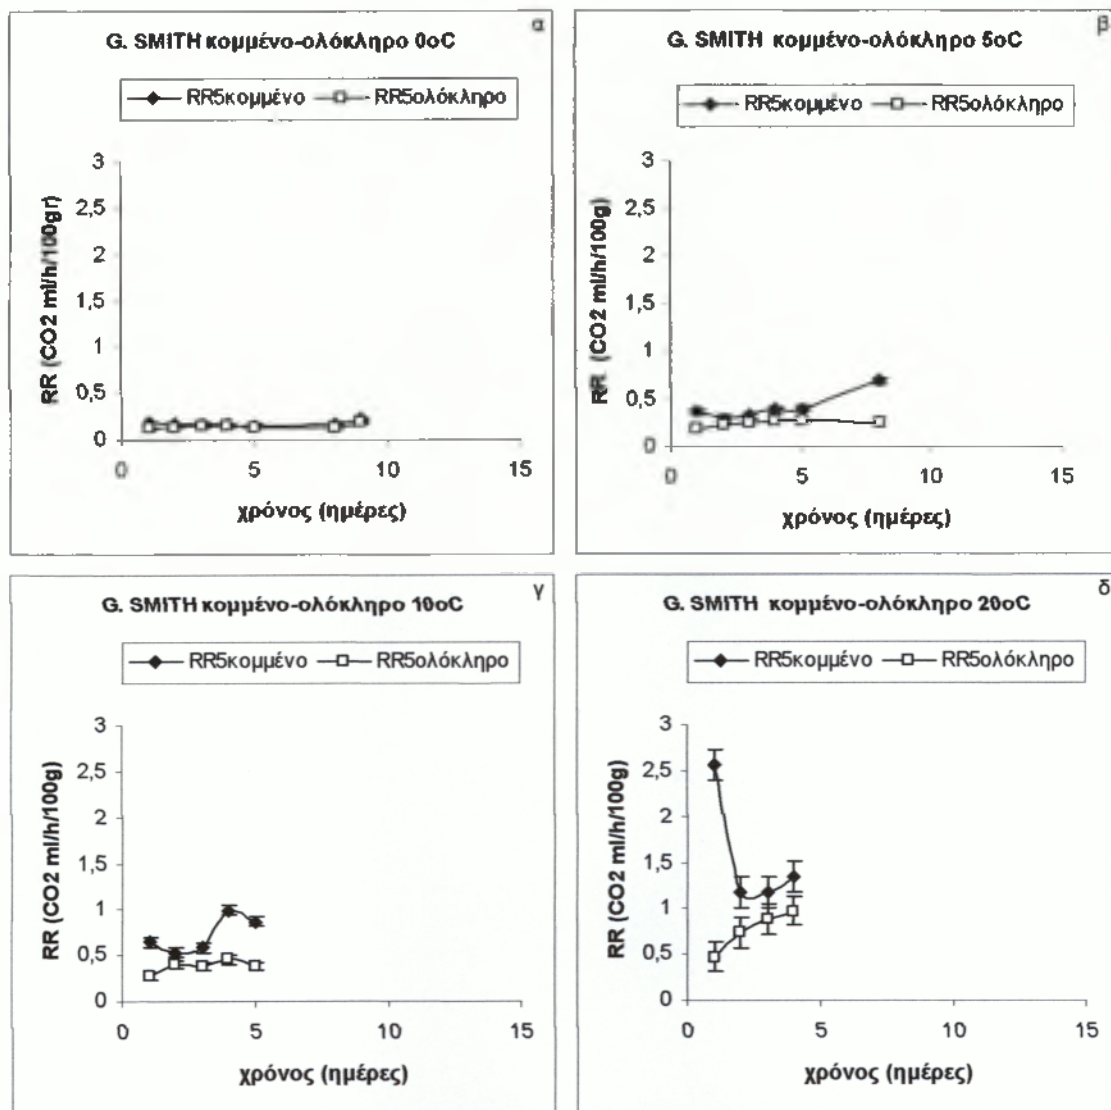 α
G. SMITH κομμένο-ολόκληρο 0οC
RR5κομμένο RR5ολόκληρο
RR (CO2 ml/h/100gr)
3
2,5
2
1,5
1
0,5
0
0 5 10 15
χρόνος (ημέρες)
β
G. SMITH κομμένο-ολόκληρο 5οC
RR5κομμένο RR5ολόκληρο
RR (CO2 ml/h/100g)
3
2,5
2
1,5
1
0,5
0
0 5 10 15
χρόνος (ημέρες)
γ
G. SMITH κομμένο-ολόκληρο 10οC
RR5κομμένο RR5ολόκληρο
RR (CO2 ml/h/100g)
3
2,5
2
1,5
1
0,5
0
0 5 10 15
χρόνος (ημέρες)
δ
G. SMITH κομμένο-ολόκληρο 20οC
RR5κομμένο RR5ολόκληρο
RR (CO2 ml/h/100g)
3
2,5
2
1,5
1
0,5
0
0 5 10 15
χρόνος (ημέρες)